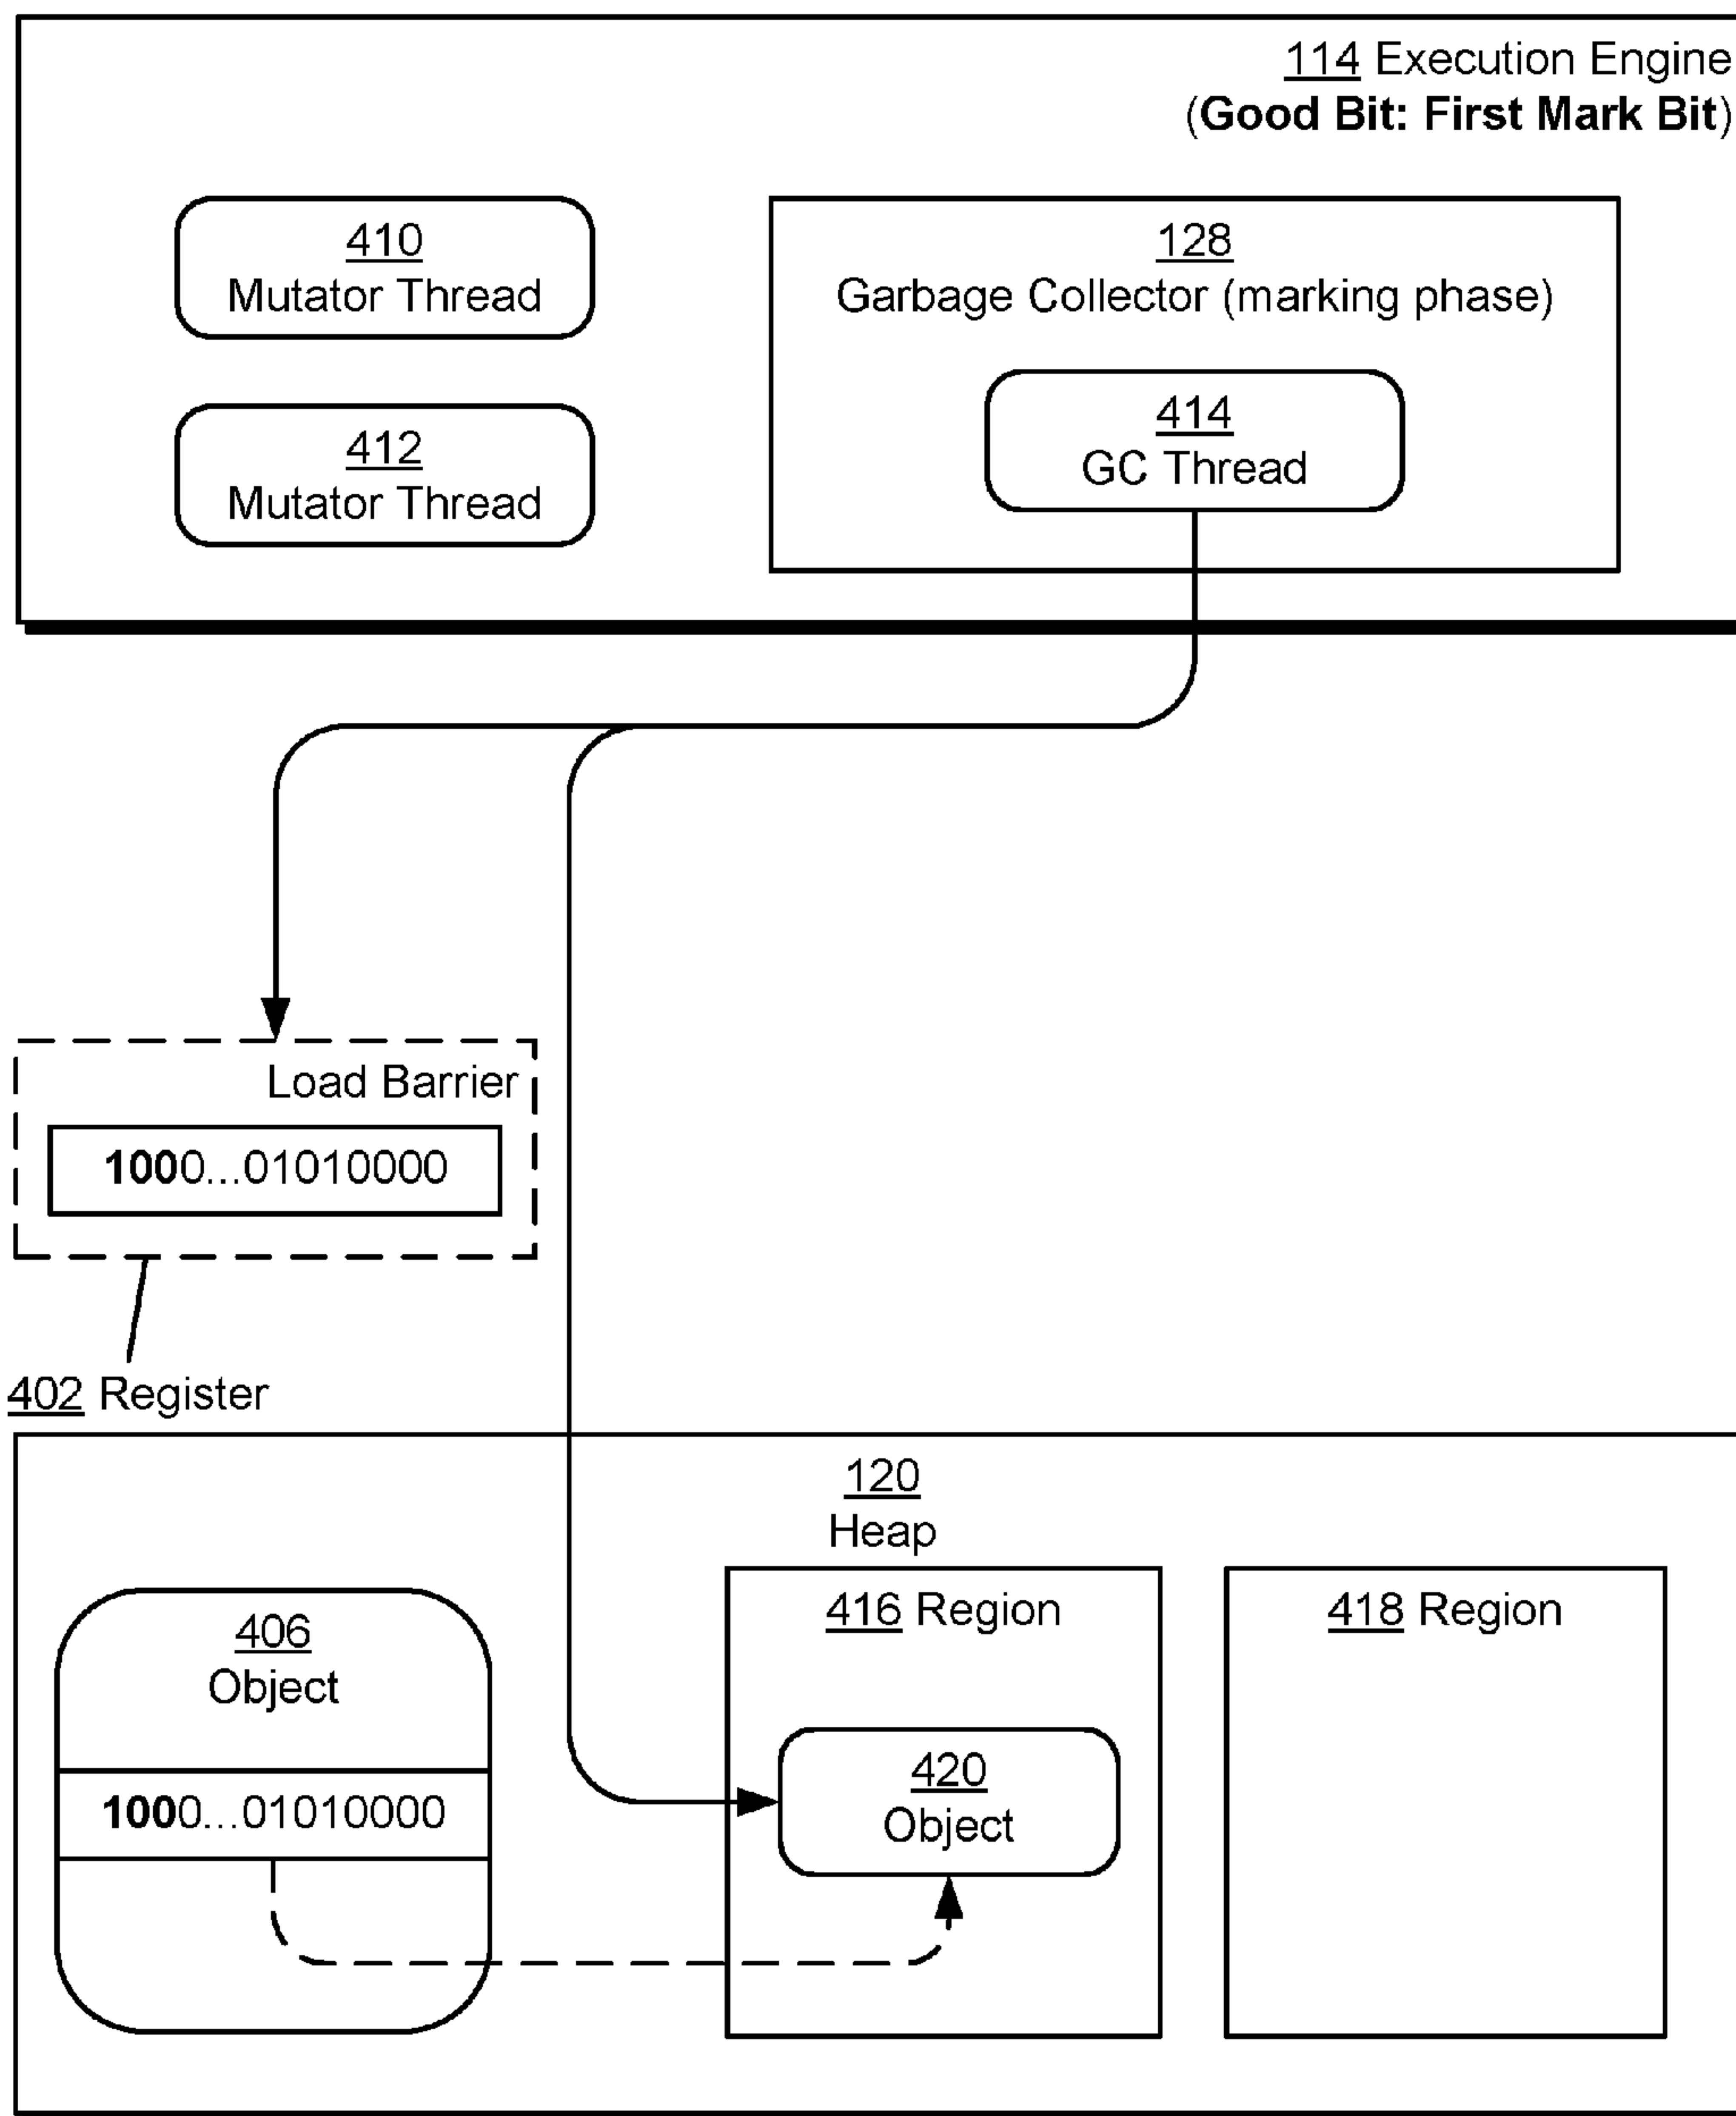 114 Execution Engine
(Good Bit: First Mark Bit)
410
Mutator Thread
412
Mutator Thread
128
Garbage Collector (marking phase)
414
GC Thread
Load Barrier
1000...01010000
402 Register
120
Heap
406
Object
1000...01010000
416 Region
420
Object
418 Region